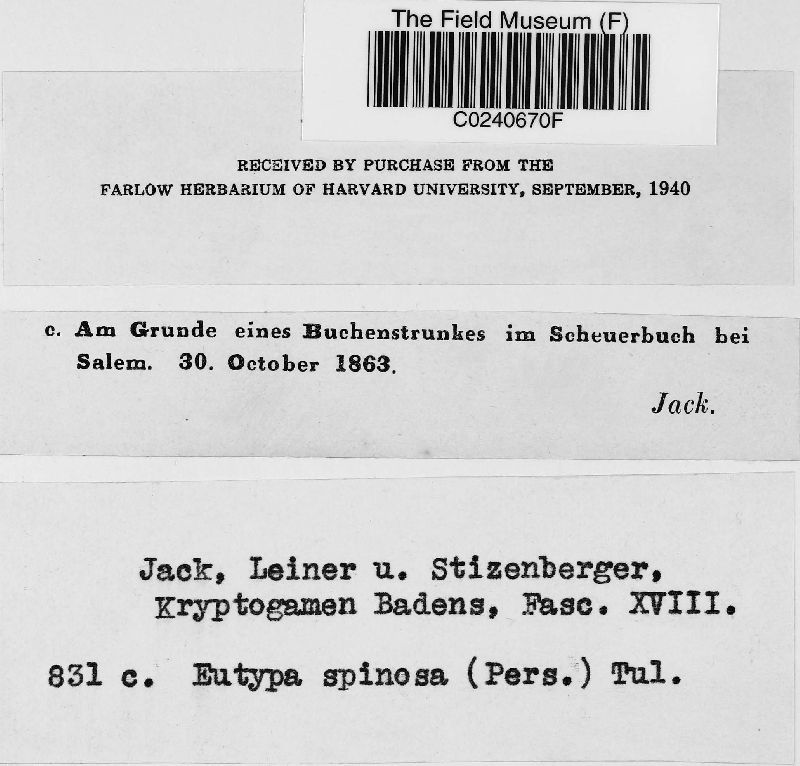 The Field Museum (F)
C0240670F
RECEIVED BY PURCHASE FROM THE
FARLOW HERBARIUM OF HARVARD UNIVERSITY, SEPTEMBER, 1940
c. Am Grunde eines Buchenstrunkes im Scheuerbuch bei
Salem. 30. October 1863.
Jack.
Jack, Leiner u. Stizenberger,
Kryptogamen Badens, Fasc. XVIII.
831 c. Eutypa spinosa (Pers.) Tul.